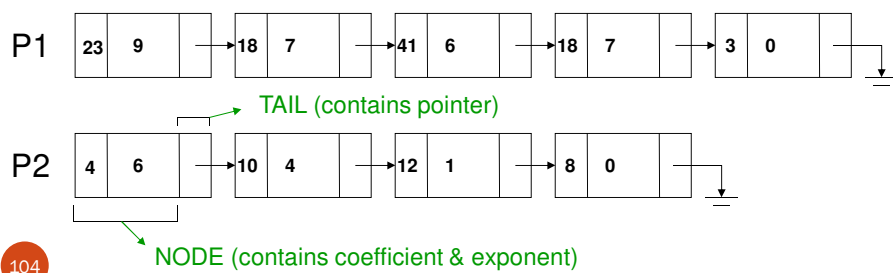 P1 23 9 18 7 41 6 18 7 3 0
TAIL (contains pointer)
P2 4 6 10 4 12 1 8 0
NODE (contains coefficient & exponent)
104